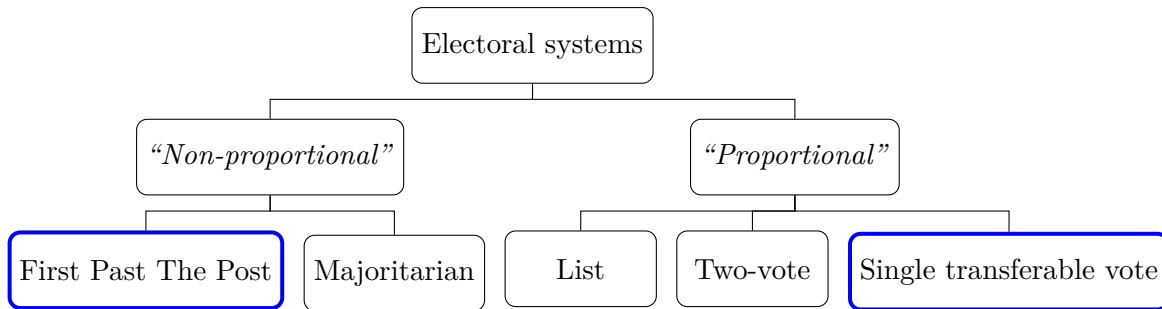 Electoral systems
“Non-proportional”
“Proportional”
First Past The Post
Majoritarian
List
Two-vote
Single transferable vote